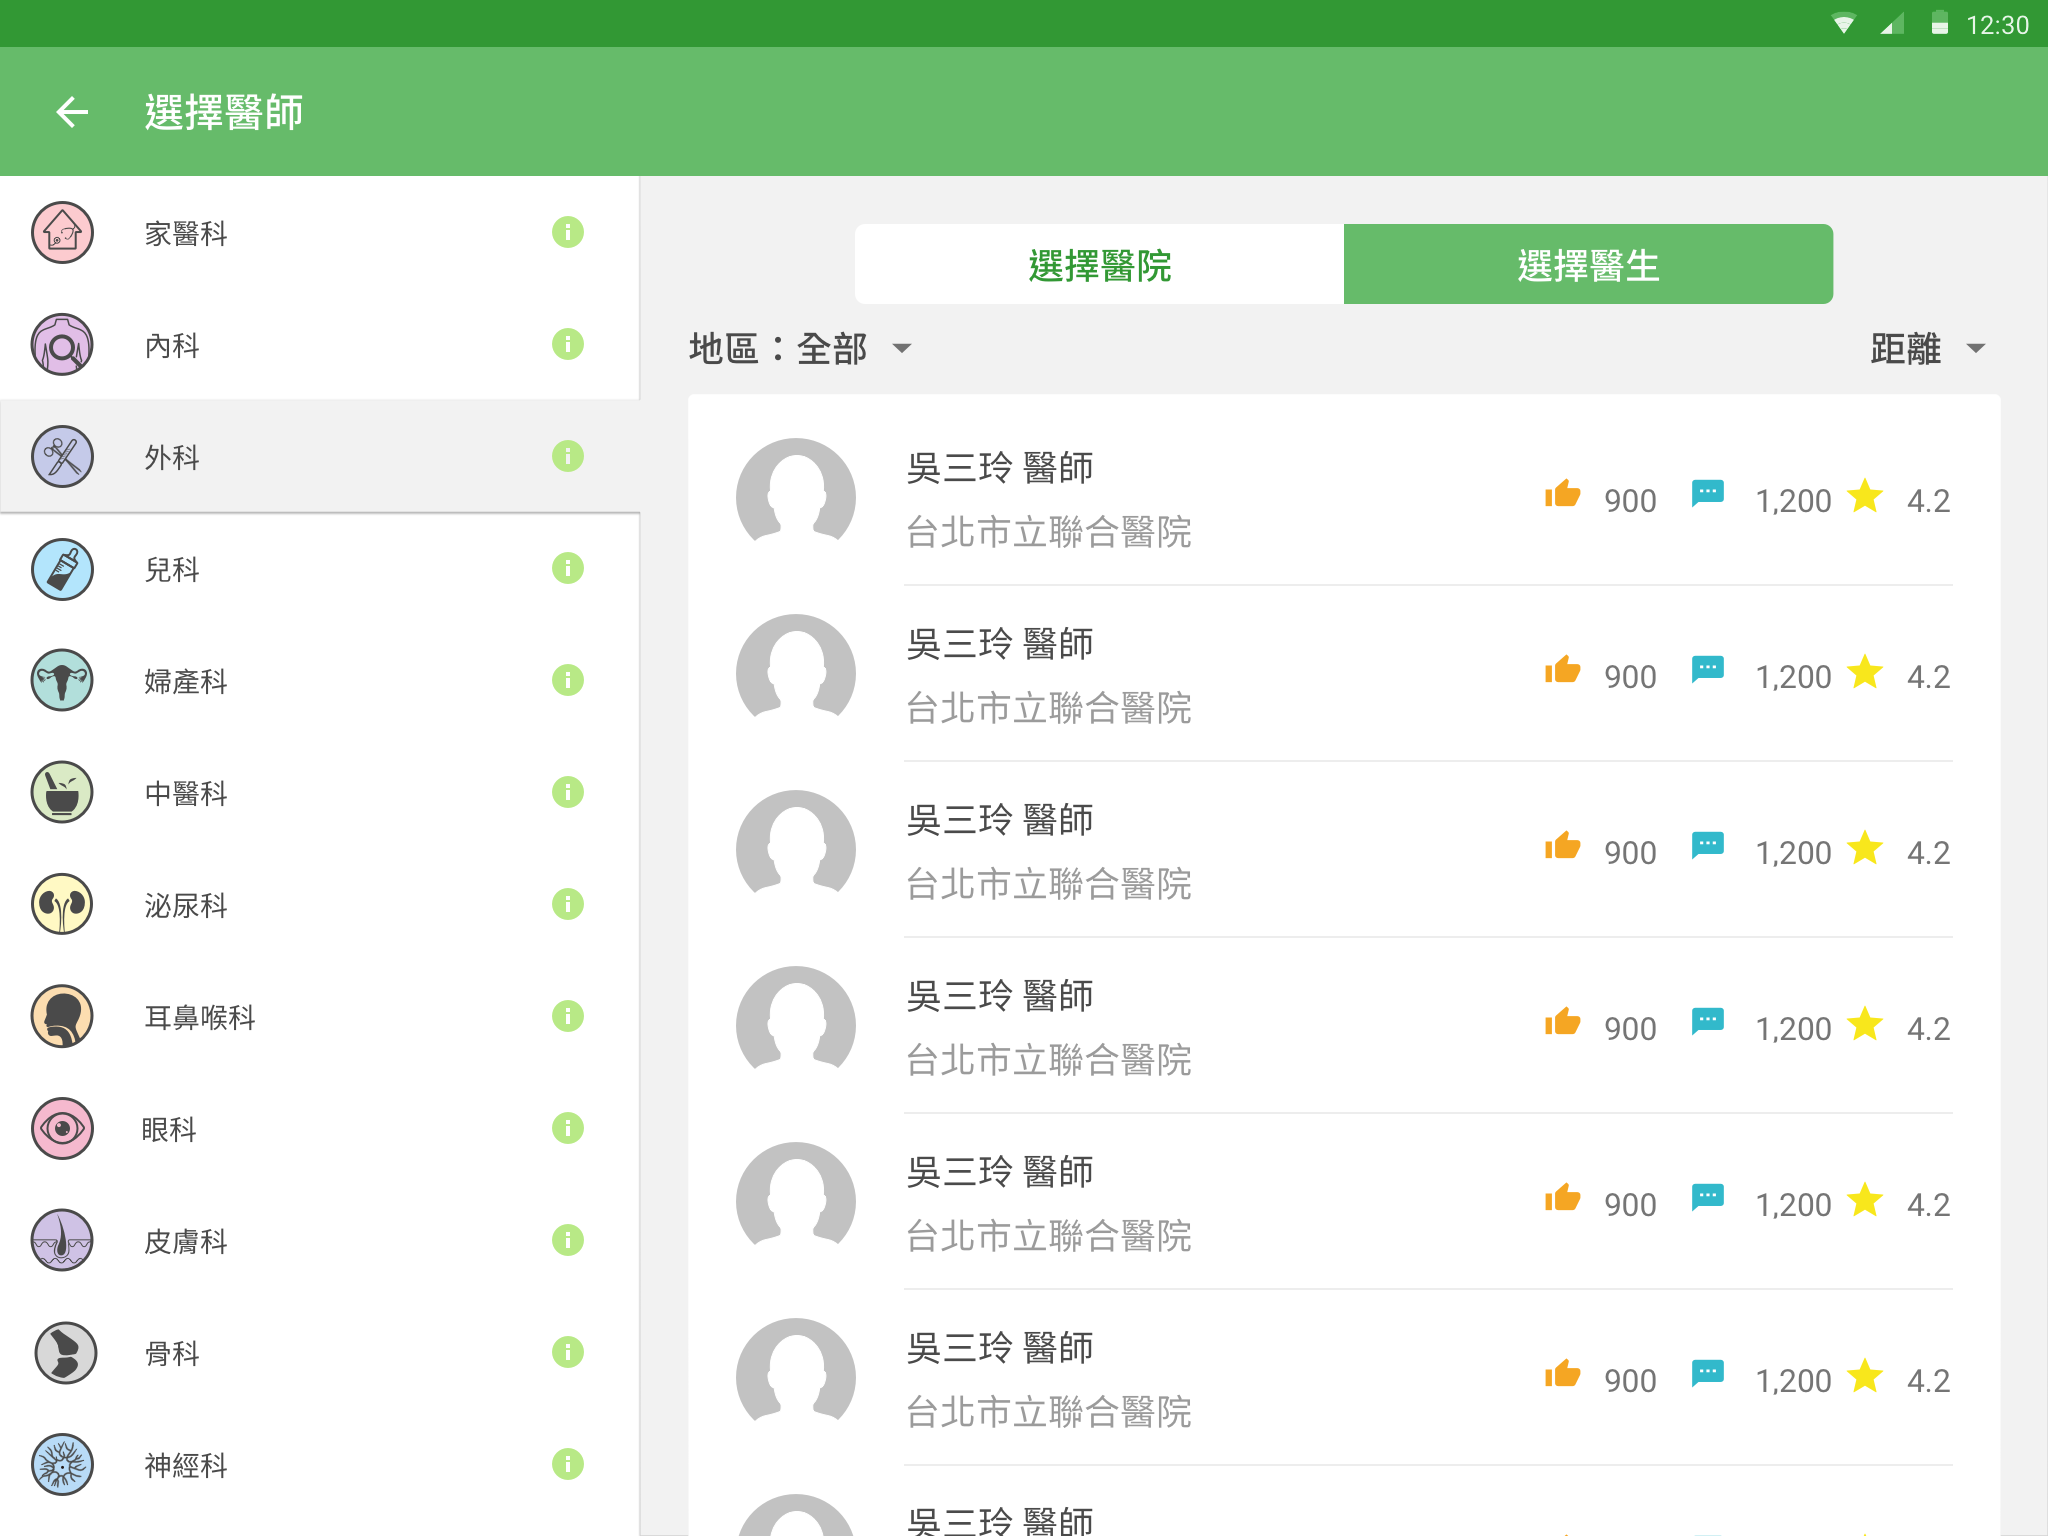 12:30
選擇醫師
家醫科
內科
外科
兒科
婦產科
中醫科
泌尿科
耳鼻喉科
眼科
皮膚科
骨科
神經科
選擇醫院 選擇醫生
地區：全部 距離
吳三玲 醫師
台北市立聯合醫院
900 1,200 4.2
吳三玲 醫師
台北市立聯合醫院
900 1,200 4.2
吳三玲 醫師
台北市立聯合醫院
900 1,200 4.2
吳三玲 醫師
台北市立聯合醫院
900 1,200 4.2
吳三玲 醫師
台北市立聯合醫院
900 1,200 4.2
吳三玲 醫師
台北市立聯合醫院
900 1,200 4.2
吳三玲 醫師